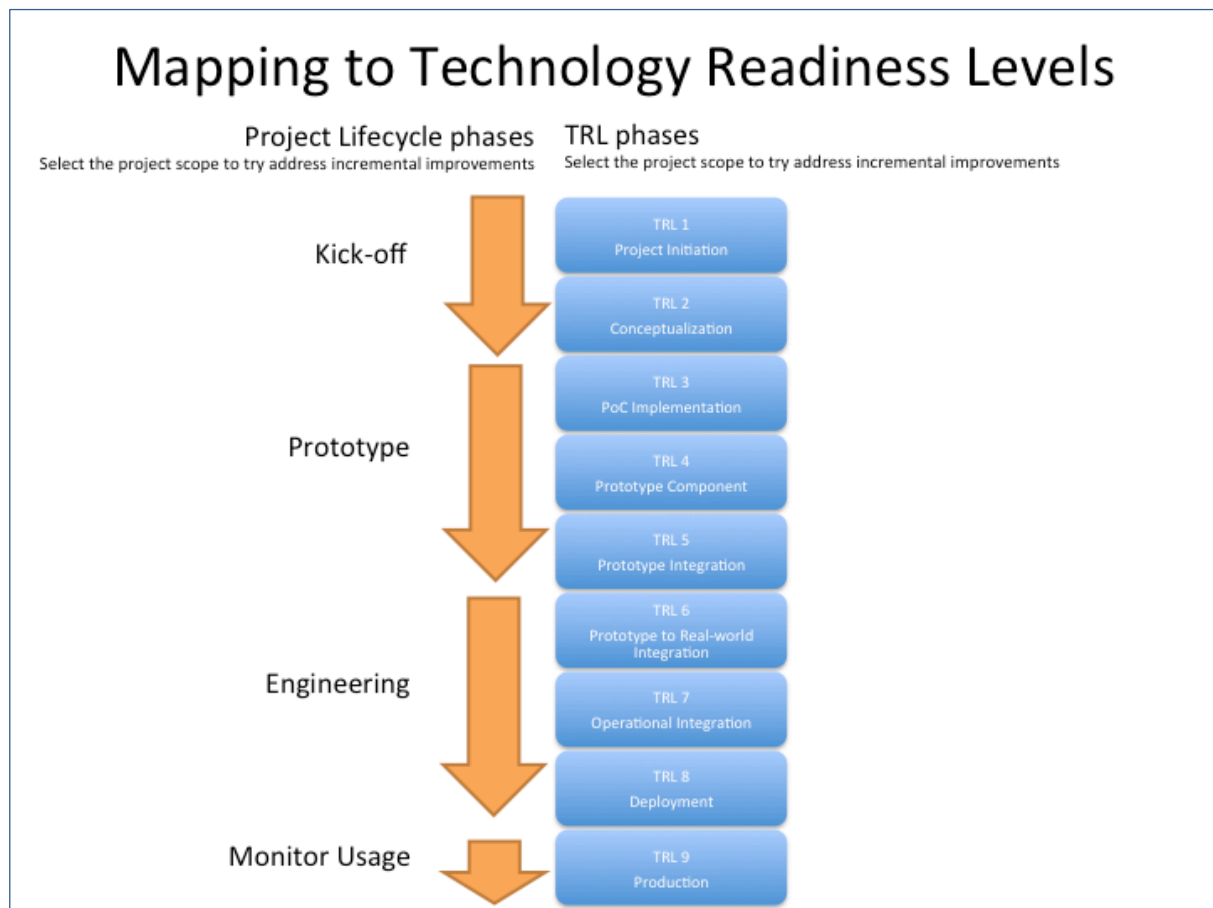 Mapping to Technology Readiness Levels
Project Lifecycle phases
Select the project scope to try address incremental improvements
TRL phases
Select the project scope to try address incremental improvements
Kick-off
TRL 1
Project Initiation
TRL 2
Conceptualization
Prototype
TRL 3
PoC Implementation
TRL 4
Prototype Component
TRL 5
Prototype Integration
Engineering
TRL 6
Prototype to Real-world
Integration
TRL 7
Operational Integration
TRL 8
Deployment
Monitor Usage
TRL 9
Production